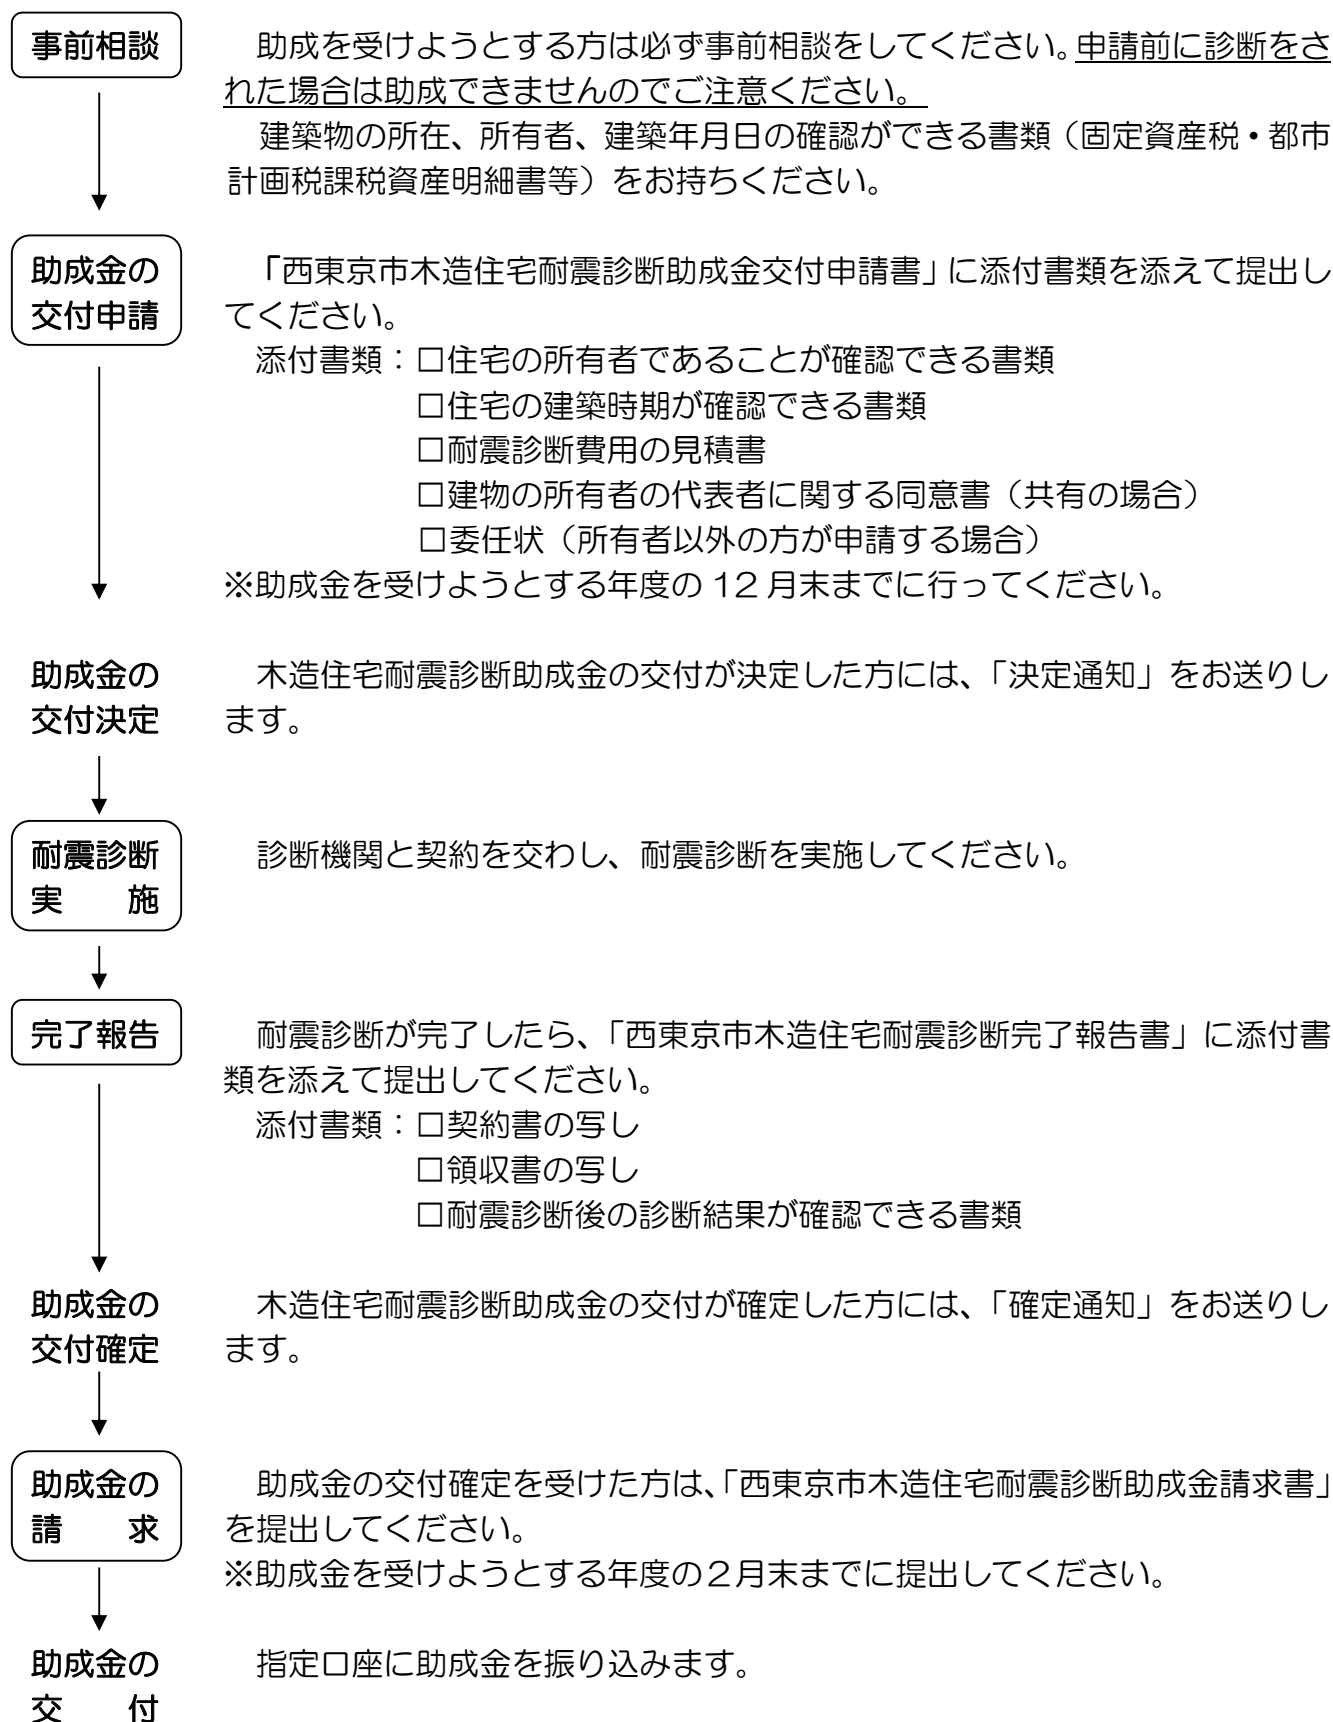 事前相談
助成を受けようとする方は必ず事前相談をしてください。申請前に診断をさ
れた場合は助成できませんのでご注意ください。
建築物の所在、所有者、建築年月日の確認ができる書類（固定資産税・都市
計画税課税資産明細書等）をお持ちください。
助成金の
交付申請
「西東京市木造住宅耐震診断助成金交付申請書」に添付書類を添えて提出し
てください。
添付書類：□住宅の所有者であることが確認できる書類
□住宅の建築時期が確認できる書類
□耐震診断費用の見積書
□建物の所有者の代表者に関する同意書（共有の場合）
□委任状（所有者以外の方が申請する場合）
※助成金を受けようとする年度の 12 月末までに行ってください。
助成金の
交付決定
木造住宅耐震診断助成金の交付が決定した方には、「決定通知」をお送りし
ます。
耐震診断
実　　施
診断機関と契約を交わし、耐震診断を実施してください。
完了報告
耐震診断が完了したら、「西東京市木造住宅耐震診断完了報告書」に添付書
類を添えて提出してください。
添付書類：□契約書の写し
□領収書の写し
□耐震診断後の診断結果が確認できる書類
助成金の
交付確定
木造住宅耐震診断助成金の交付が確定した方には、「確定通知」をお送りし
ます。
助成金の
請　　求
助成金の交付確定を受けた方は、「西東京市木造住宅耐震診断助成金請求書」
を提出してください。
※助成金を受けようとする年度の２月末までに提出してください。
助成金の
交　　付
指定口座に助成金を振り込みます。